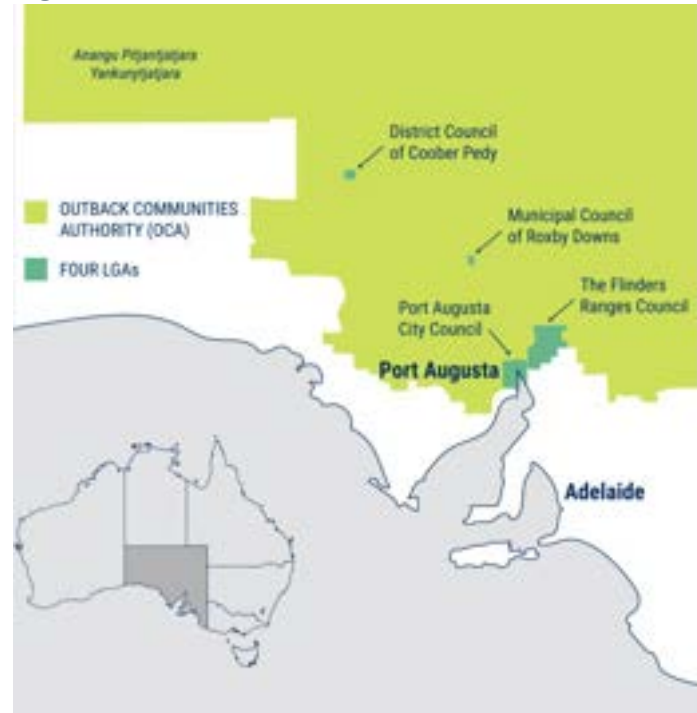 Anangu Pitjantjatjara
Yankunytjatjara
District Council
of Coober Pedy
OUTBACK COMMUNITIES
AUTHORITY (OCA)
Municipal Council
of Roxby Downs
FOUR LGAs
The Flinders
Ranges Council
Port Augusta
City Council
Port Augusta
Adelaide